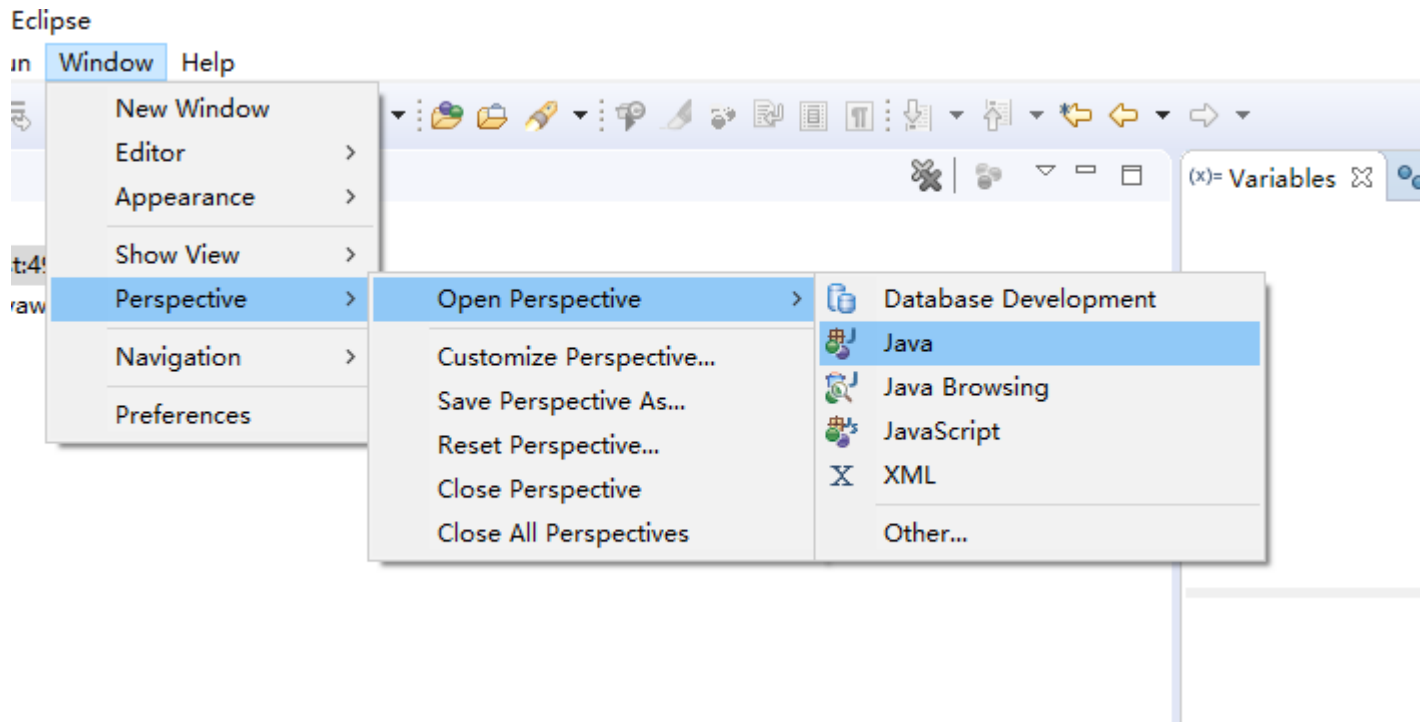 Eclipse
Window Help
New Window
Editor
Appearance
(x)= Variables
Show View
Perspective
Open Perspective
Database Development
Java
Navigation
Customize Perspective...
Java Browsing
Save Perspective As...
Preferences
JavaScript
Reset Perspective...
XML
Close Perspective
Close All Perspectives
Other...